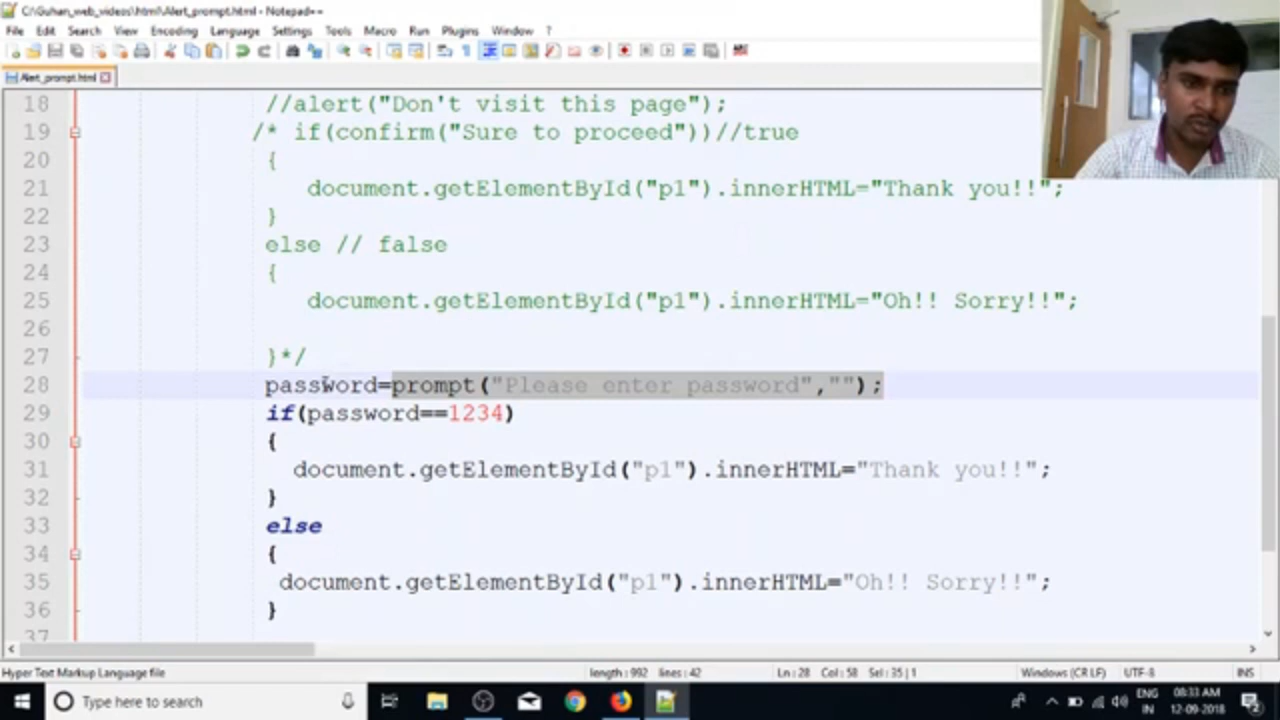 C:\Guhan_web_videos\html\Alert_prompt.html - Notepad++
File Edit Search View Encoding Language Settings Tools Macro Run Plugins Window ?
Alert_prompt.html
18 //alert("Don't visit this page");
19 /* if(confirm("Sure to proceed"))//true
20 {
21 document.getElementById("p1").innerHTML="Thank you!!";
22 }
23 else // false
24 {
25 document.getElementById("p1").innerHTML="Oh!! Sorry!!";
26
27 }*/
28 password=prompt("Please enter password","");
29 if(password==1234)
30 {
31 document.getElementById("p1").innerHTML="Thank you!!";
32 }
33 else
34 {
35 document.getElementById("p1").innerHTML="Oh!! Sorry!!";
36 }
37
Hyper Text Markup Language file length : 992 lines : 42 Ln : 28 Col : 58 Sel : 35 | 1 Windows (CR LF) UTF-8 INS
Type here to search
ENG 08:33 AM
IN 12-09-2018